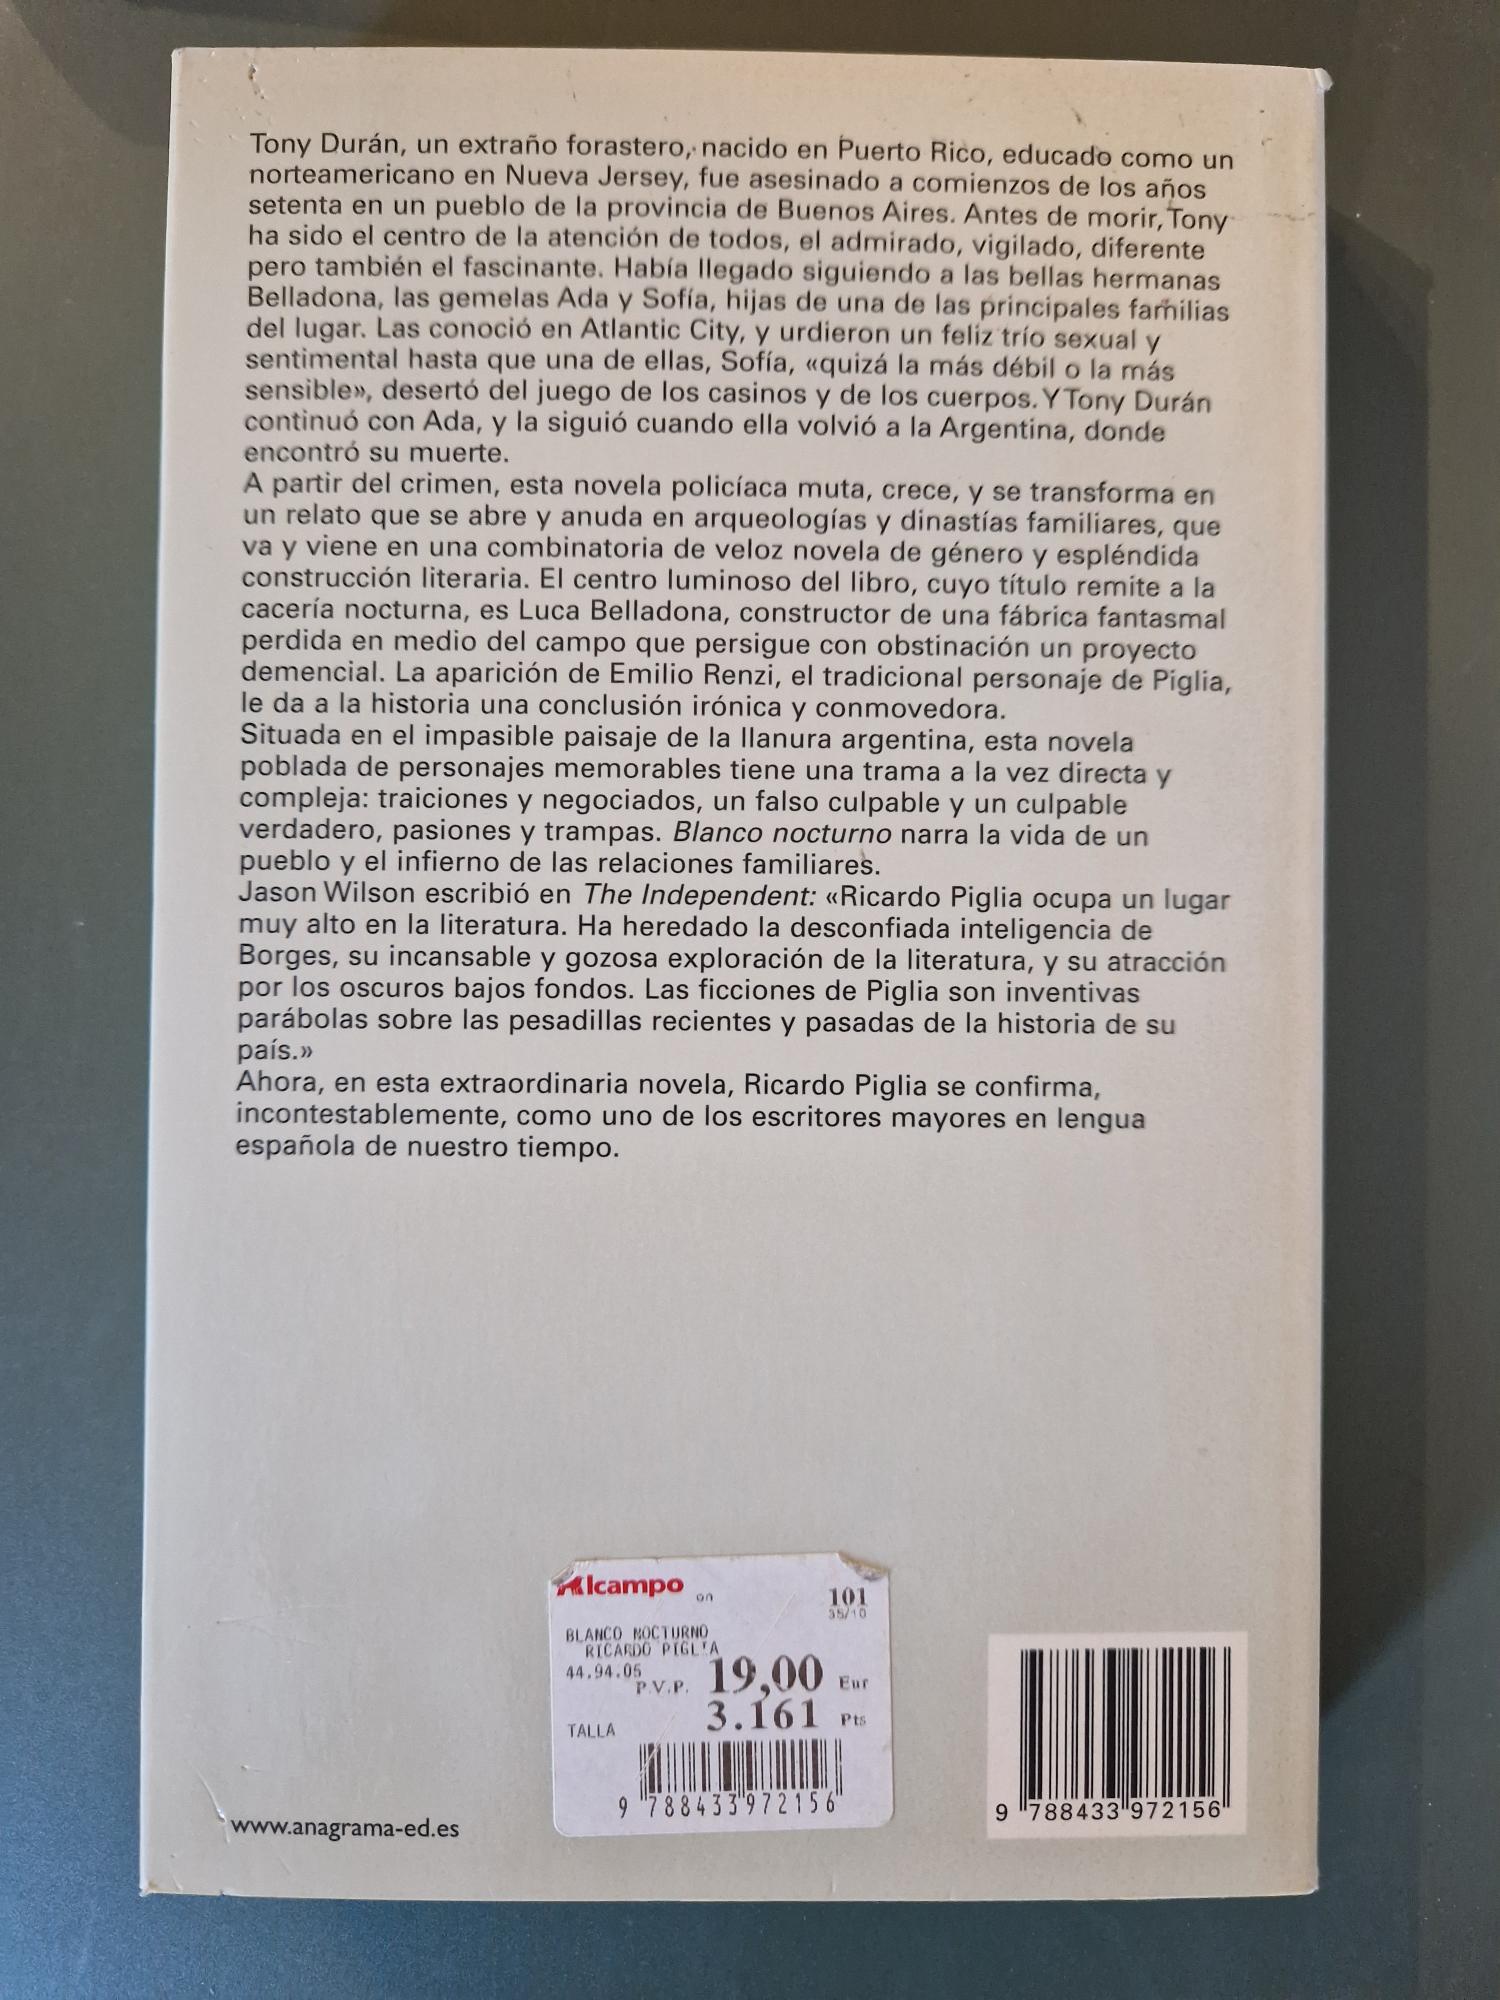 Tony Durán, un extraño forastero, nacido en Puerto Rico, educado como un
norteamericano en Nueva Jersey, fue asesinado a comienzos de los años
setenta en un pueblo de la provincia de Buenos Aires. Antes de morir, Tony
ha sido el centro de la atención de todos, el admirado, vigilado, diferente
pero también el fascinante. Había llegado siguiendo a las bellas hermanas
Belladona, las gemelas Ada y Sofía, hijas de una de las principales familias
del lugar. Las conoció en Atlantic City, y urdieron un feliz trío sexual y
sentimental hasta que una de ellas, Sofía, «quizá la más débil o la más
sensible», desertó del juego de los casinos y de los cuerpos. Y Tony Durán
continuó con Ada, y la siguió cuando ella volvió a la Argentina, donde
encontró su muerte.
A partir del crimen, esta novela policíaca muta, crece, y se transforma en
un relato que se abre y anuda en arqueologías y dinastías familiares, que
va y viene en una combinatoria de veloz novela de género y espléndida
construcción literaria. El centro luminoso del libro, cuyo título remite a la
cacería nocturna, es Luca Belladona, constructor de una fábrica fantasmal
perdida en medio del campo que persigue con obstinación un proyecto
demencial. La aparición de Emilio Renzi, el tradicional personaje de Piglia,
le da a la historia una conclusión irónica y conmovedora.
Situada en el impasible paisaje de la llanura argentina, esta novela
poblada de personajes memorables tiene una trama a la vez directa y
compleja: traiciones y negociados, un falso culpable y un culpable
verdadero, pasiones y trampas. Blanco nocturno narra la vida de un
pueblo y el infierno de las relaciones familiares.
Jason Wilson escribió en The Independent: «Ricardo Piglia ocupa un lugar
muy alto en la literatura. Ha heredado la desconfiada inteligencia de
Borges, su incansable y gozosa exploración de la literatura, y su atracción
por los oscuros bajos fondos. Las ficciones de Piglia son inventivas
parábolas sobre las pesadillas recientes y pasadas de la historia de su
país.»
Ahora, en esta extraordinaria novela, Ricardo Piglia se confirma,
incontestablemente, como uno de los escritores mayores en lengua
española de nuestro tiempo.
Alcampo 101
35/10
BLANCO NOCTURNO
RICARDO PIGLIA
44.94.05
P.V.P. 19,00 Eur
TALLA 3.161 Pts
9 788433 972156
9 788433 972156
www.anagrama-ed.es